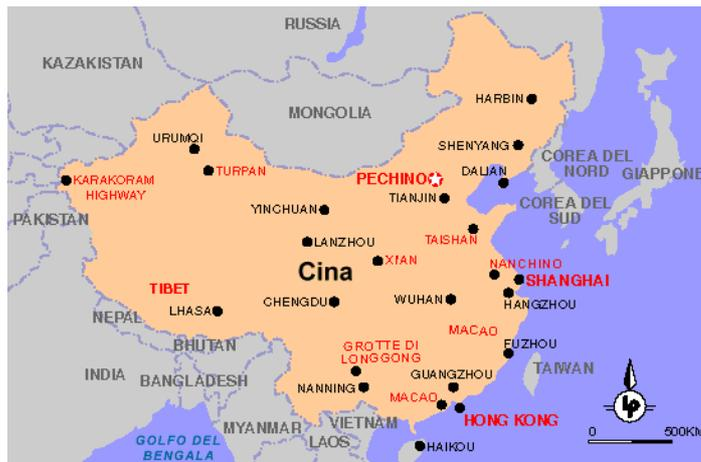 RUSSIA
KAZAKISTAN
MONGOLIA
HARBIN
URUMQI
SHENYANG
COREA DEL
NORD
TURPAN
DALIAN
GIAPPONE
KARAKORAM
HIGHWAY
PECHINO
TIANJIN
PAKISTAN
YINCHUAN
COREA DEL
SUD
LANZHOU
TAISHAN
XIAN
Cina
NANCHINO
SHANGHAI
TIBET
LHASA
CHENGDU
WUHAN
HANGZHOU
NEPAL
MACAO
BHUTAN
GROTTE DI
LONGGONG
FUZHOU
TAIWAN
INDIA
BANGLADESH
NANNING
GUANGZHOU
MACAO
HONG KONG
MYANMAR
VIETNAM
LAOS
GOLFO DEL
BENGALA
HAIKOU
LP
0 500Km